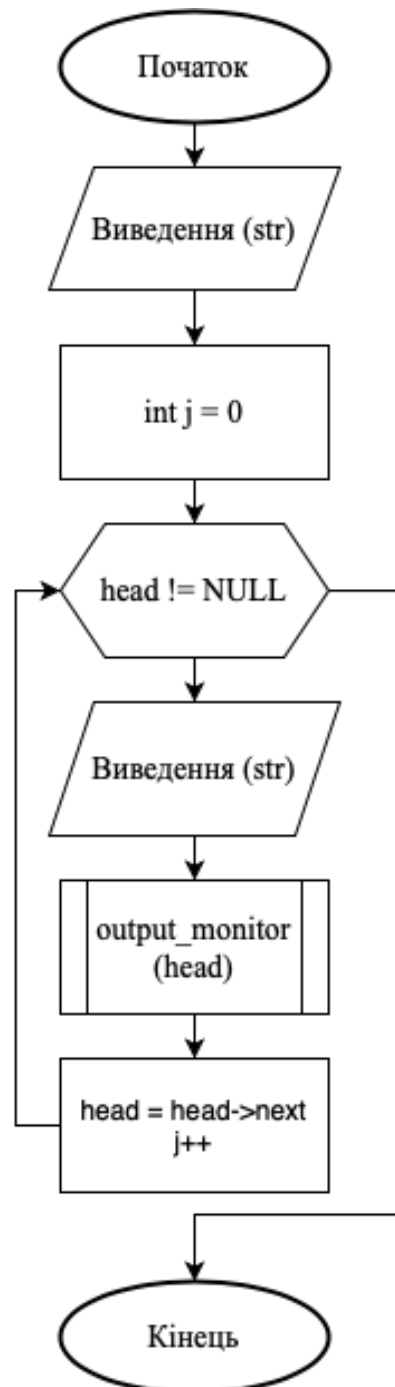 Початок
Виведення (str)
int j = 0
head != NULL
Виведення (str)
output_monitor
(head)
head = head->next
j++
Кінець